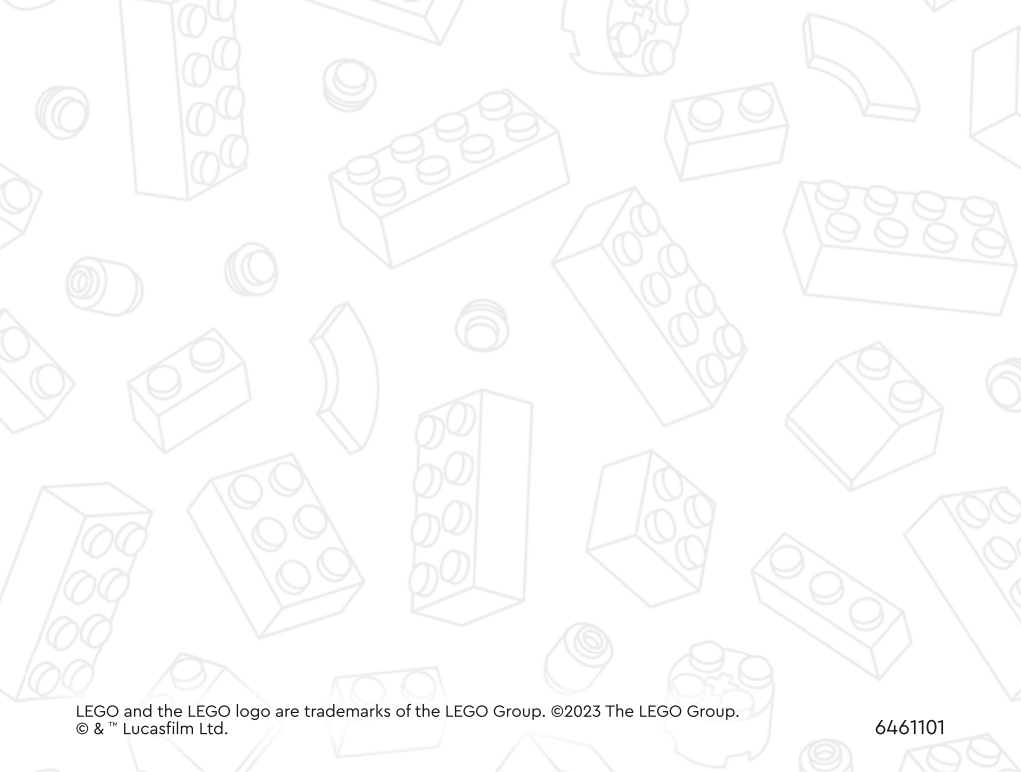 LEGO and the LEGO logo are trademarks of the LEGO Group. ©2023 The LEGO Group.
© & ™ Lucasfilm Ltd.
6461101